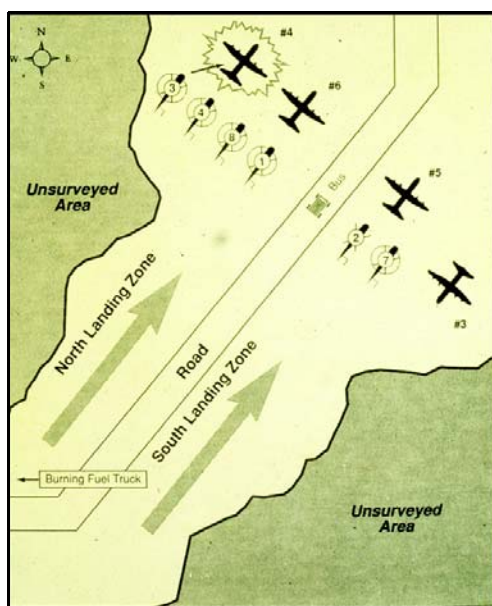 N
W E
S
#4
#6
3
4
8
1
Bus
#5
2
7
#3
Unsurveyed
Area
North Landing Zone
Road
South Landing Zone
Burning Fuel Truck
Unsurveyed
Area